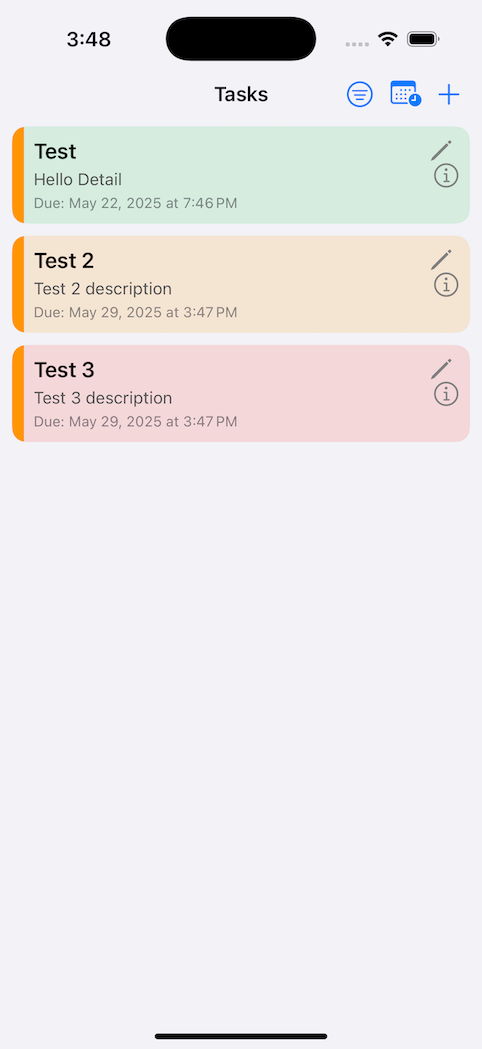 3:48
Tasks
Test
Hello Detail
Due: May 22, 2025 at 7:46 PM
Test 2
Test 2 description
Due: May 29, 2025 at 3:47 PM
Test 3
Test 3 description
Due: May 29, 2025 at 3:47 PM